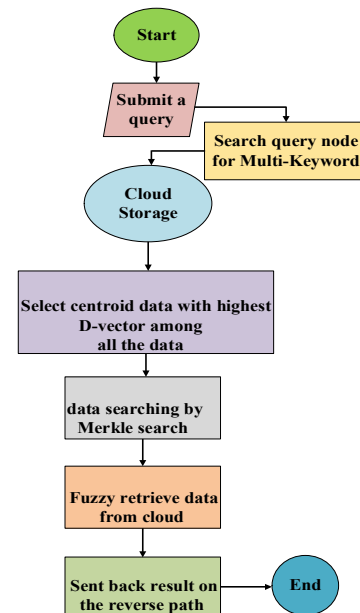 Start
Submit a
query
Search query node
for Multi-Keyword
Cloud
Storage
Select centroid data with highest
D-vector among
all the data
data searching by
Merkle search
Fuzzy retrieve data
from cloud
Sent back result on
the reverse path
End